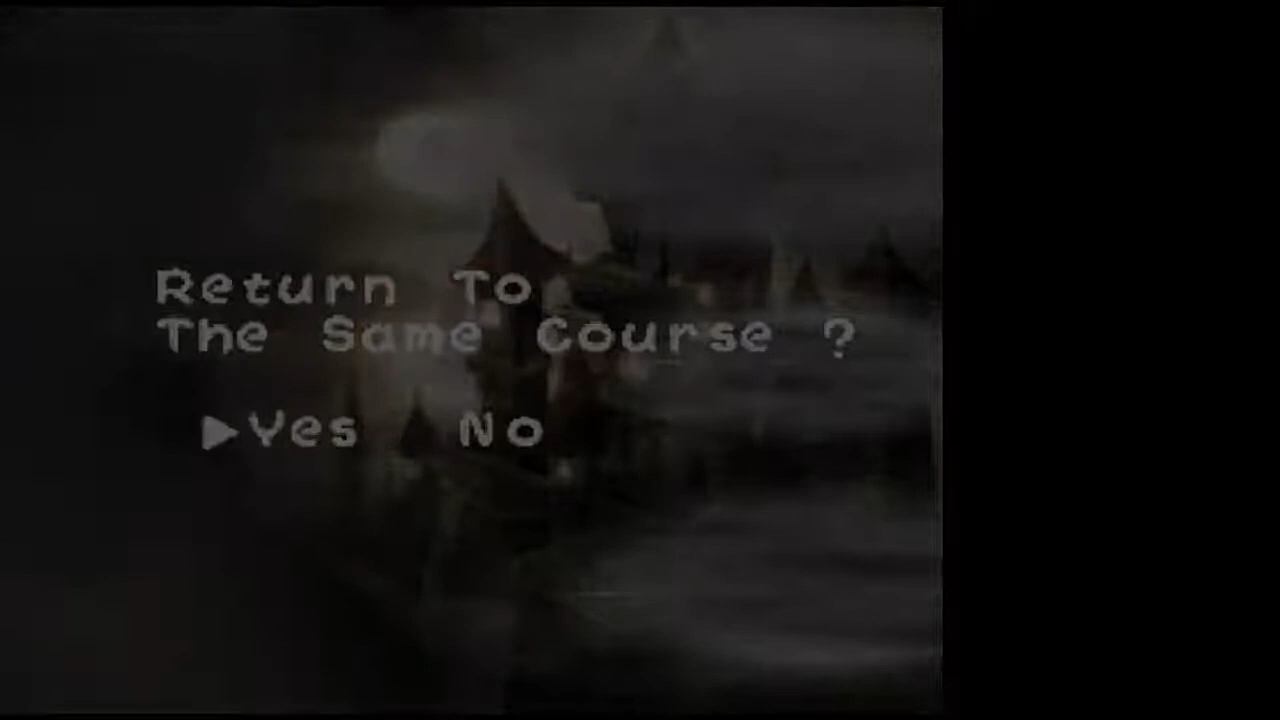 Return To
The Same Course ?
▶Yes No